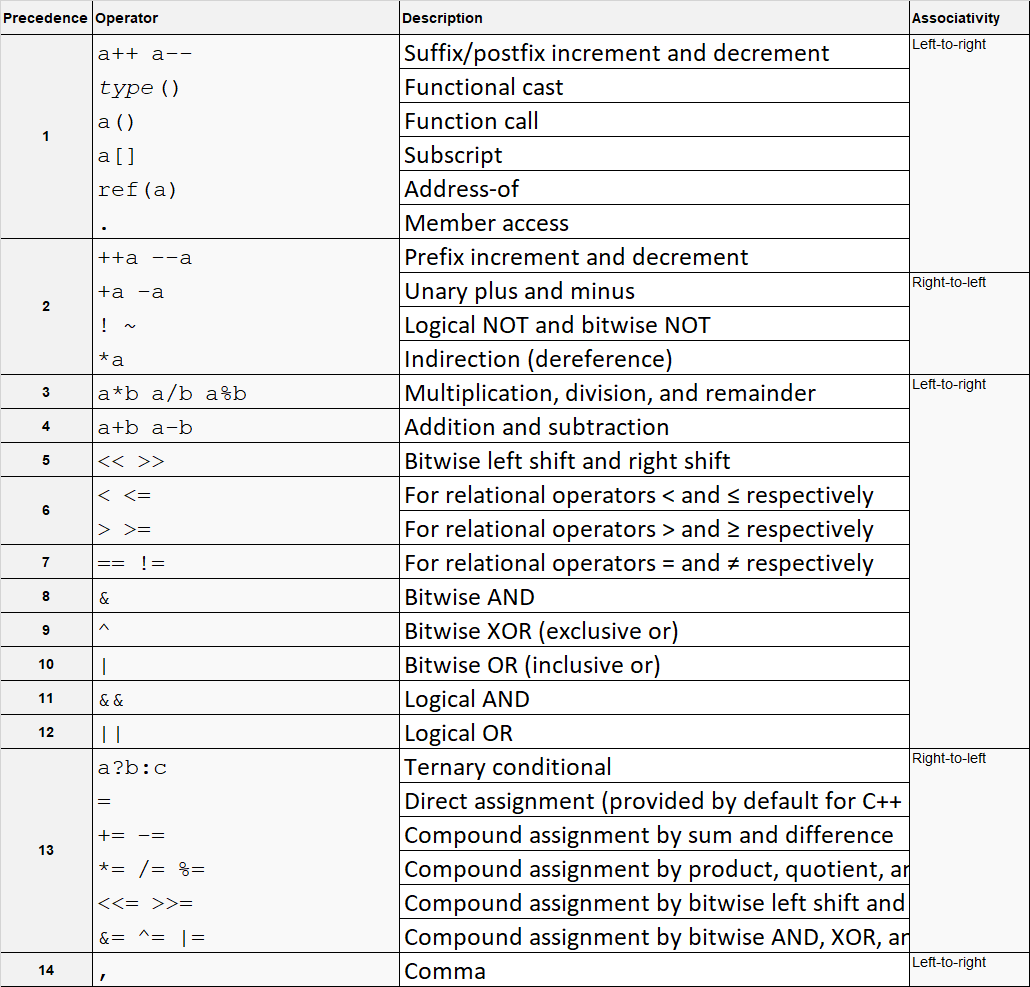 Precedence Operator Description Associativity
1
a++ a-- Suffix/postfix increment and decrement Left-to-right
type() Functional cast
a() Function call
a[] Subscript
ref(a) Address-of
. Member access
2
++a --a Prefix increment and decrement
+a -a Unary plus and minus Right-to-left
! ~ Logical NOT and bitwise NOT
*a Indirection (dereference)
3 a*b a/b a%b Multiplication, division, and remainder Left-to-right
4 a+b a-b Addition and subtraction
5 << >> Bitwise left shift and right shift
6
< <= For relational operators < and ≤ respectively
> >= For relational operators > and ≥ respectively
7 == != For relational operators = and ≠ respectively
8 & Bitwise AND
9 ^ Bitwise XOR (exclusive or)
10 | Bitwise OR (inclusive or)
11 && Logical AND
12 || Logical OR
13
a?b:c Ternary conditional Right-to-left
= Direct assignment (provided by default for C++
+= -= Compound assignment by sum and difference
*= /= %= Compound assignment by product, quotient,
<<= >>= Compound assignment by bitwise left shift and
&= ^= |= Compound assignment by bitwise AND, XOR,
14 , Comma Left-to-right